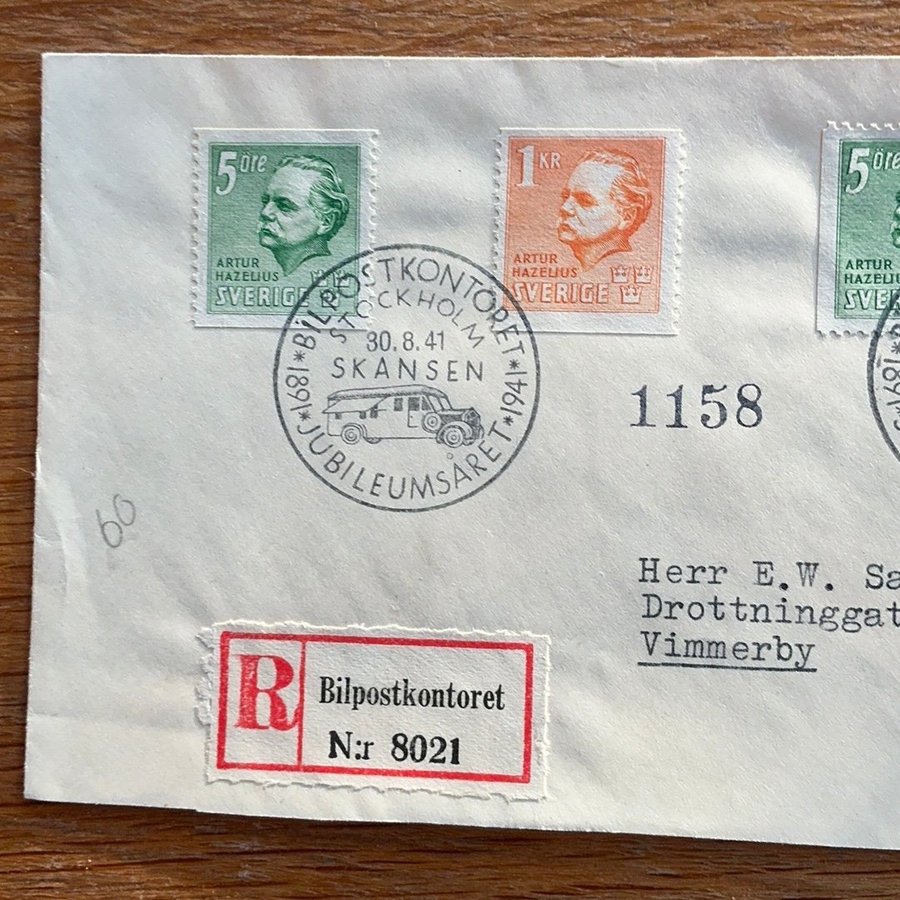 5 öre
ARTUR
HAZELIUS
SVERIGE
1 KR
ARTUR
HAZELIUS
SVERIGE
5 öre
ARTUR
HAZELIUS
*BILPOSTKONTORET*
STOCKHOLM
30.8.41
SKANSEN
1891*JUBILEUMSÅRET*1941
1158
60
Herr E.W.
Vimmerby
R
Bilpostkontoret
N:r 8021